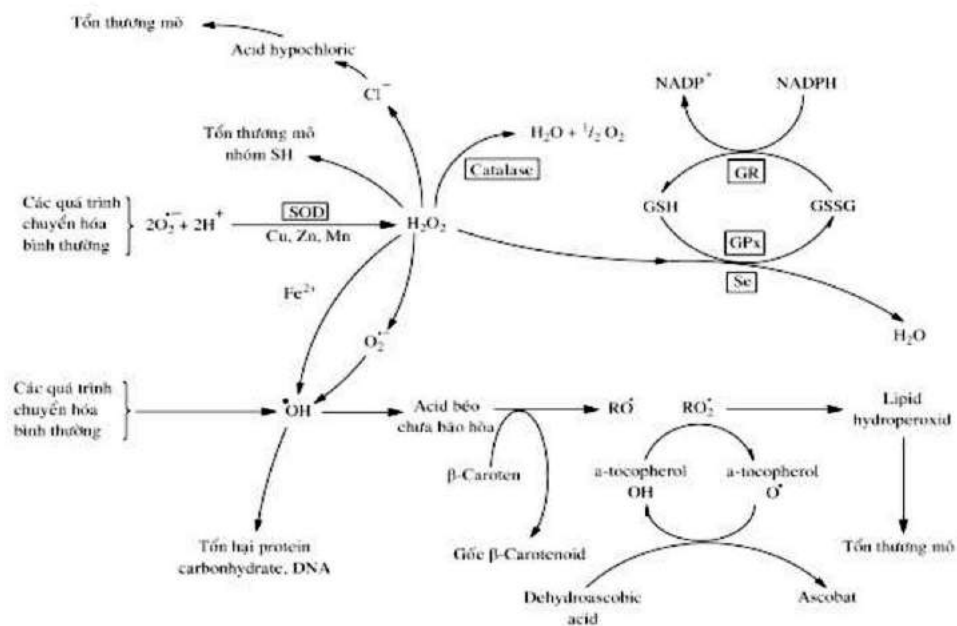 Tổn thương mô
Acid hypochloric
Cl⁻
NADP⁺
NADPH
H₂O + ¹/₂ O₂
Tổn thương mô
nhóm SH
Catalase
GR
GSH
GSSG
Các quá trình
chuyển hóa
bình thường
2O₂•⁻ + 2H⁺
SOD
Cu, Zn, Mn
H₂O₂
GPx
Se
Fe²⁺
O₂•⁻
H₂O
Các quá trình
chuyển hóa
bình thường
•OH
Acid béo
chưa bão hòa
RO•
RO₂•
Lipid
hydroperoxid
β-Caroten
a-tocopherol
OH
a-tocopherol
O•
Tổn hại protein
carbonhydrate, DNA
Gốc β-Carotenoid
Tổn thương mô
Dehydroascobic
acid
Ascobat